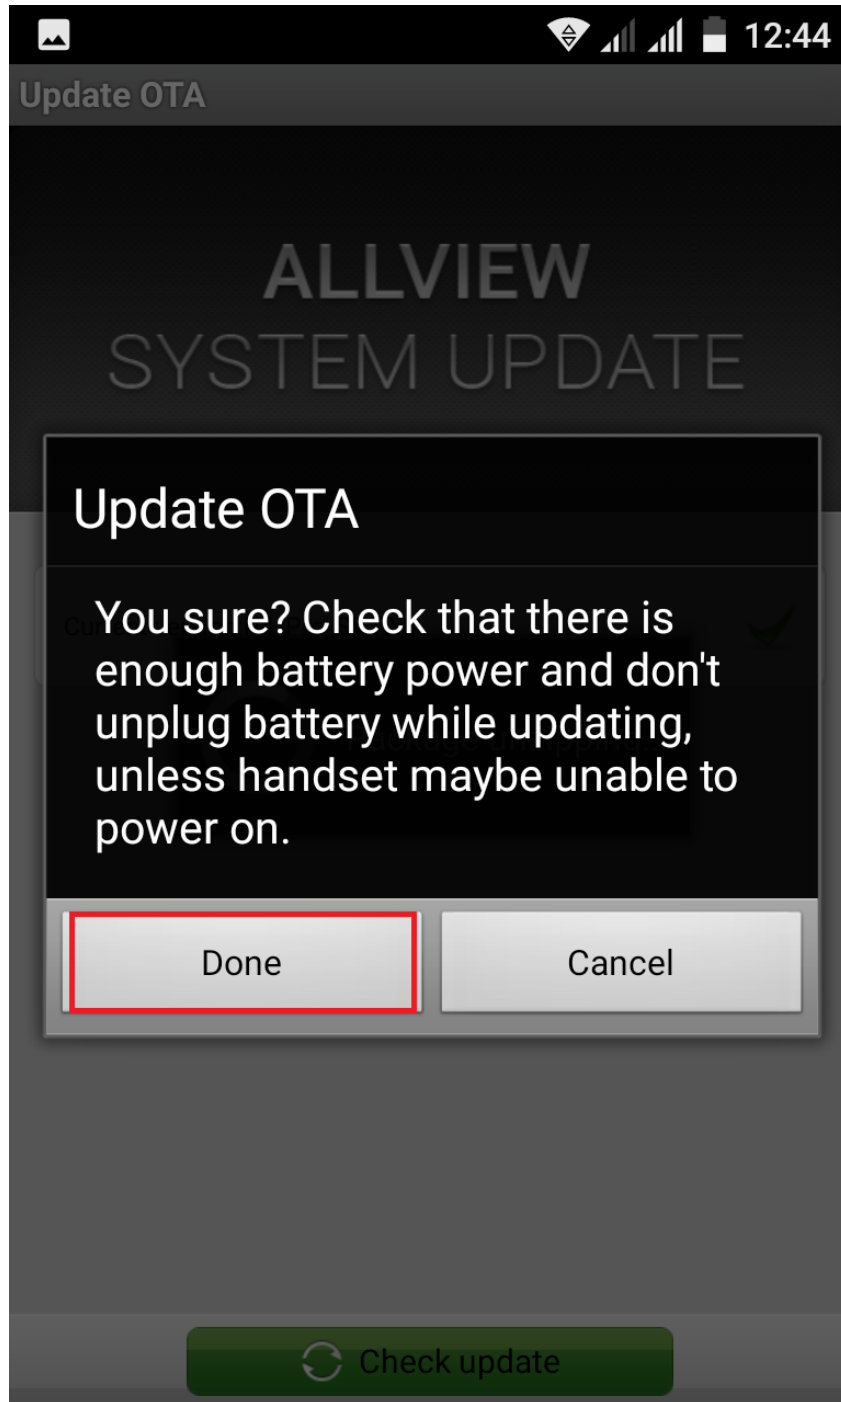 12:44
Update OTA
ALLVIEW
SYSTEM UPDATE
Update OTA
You sure? Check that there is
enough battery power and don't
unplug battery while updating,
unless handset maybe unable to
power on.
Done
Cancel
Check update